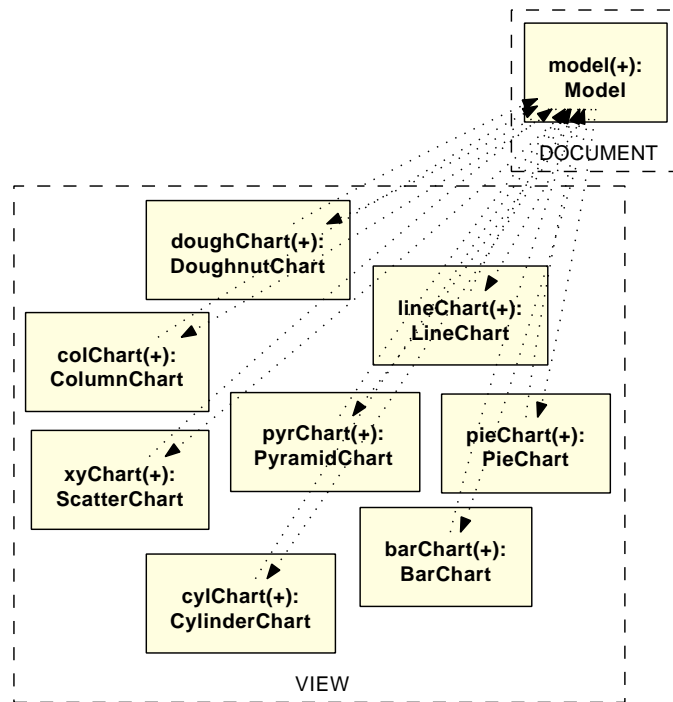 model(+):
Model
DOCUMENT
doughChart(+):
DoughnutChart
lineChart(+):
LineChart
colChart(+):
ColumnChart
pyrChart(+):
PyramidChart
pieChart(+):
PieChart
xyChart(+):
ScatterChart
barChart(+):
BarChart
cylChart(+):
CylinderChart
VIEW